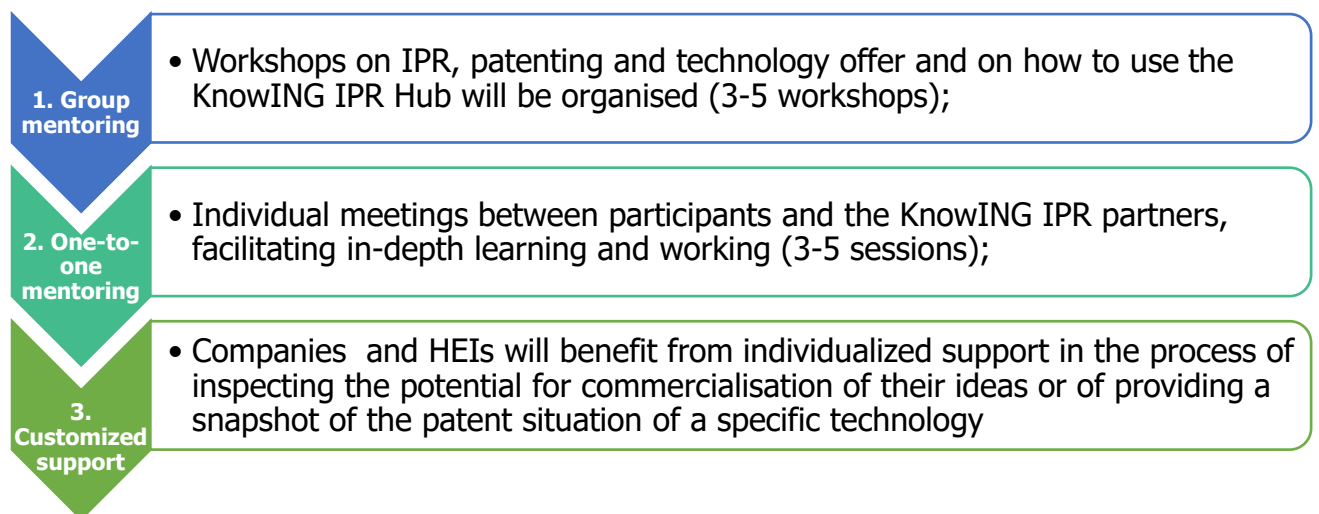 1. Group
mentoring
• Workshops on IPR, patenting and technology offer and on how to use the
KnowING IPR Hub will be organised (3-5 workshops);
2. One-to-
one
mentoring
• Individual meetings between participants and the KnowING IPR partners,
facilitating in-depth learning and working (3-5 sessions);
3.
Customized
support
• Companies  and HEIs will benefit from individualized support in the process of
inspecting the potential for commercialisation of their ideas or of providing a
snapshot of the patent situation of a specific technology